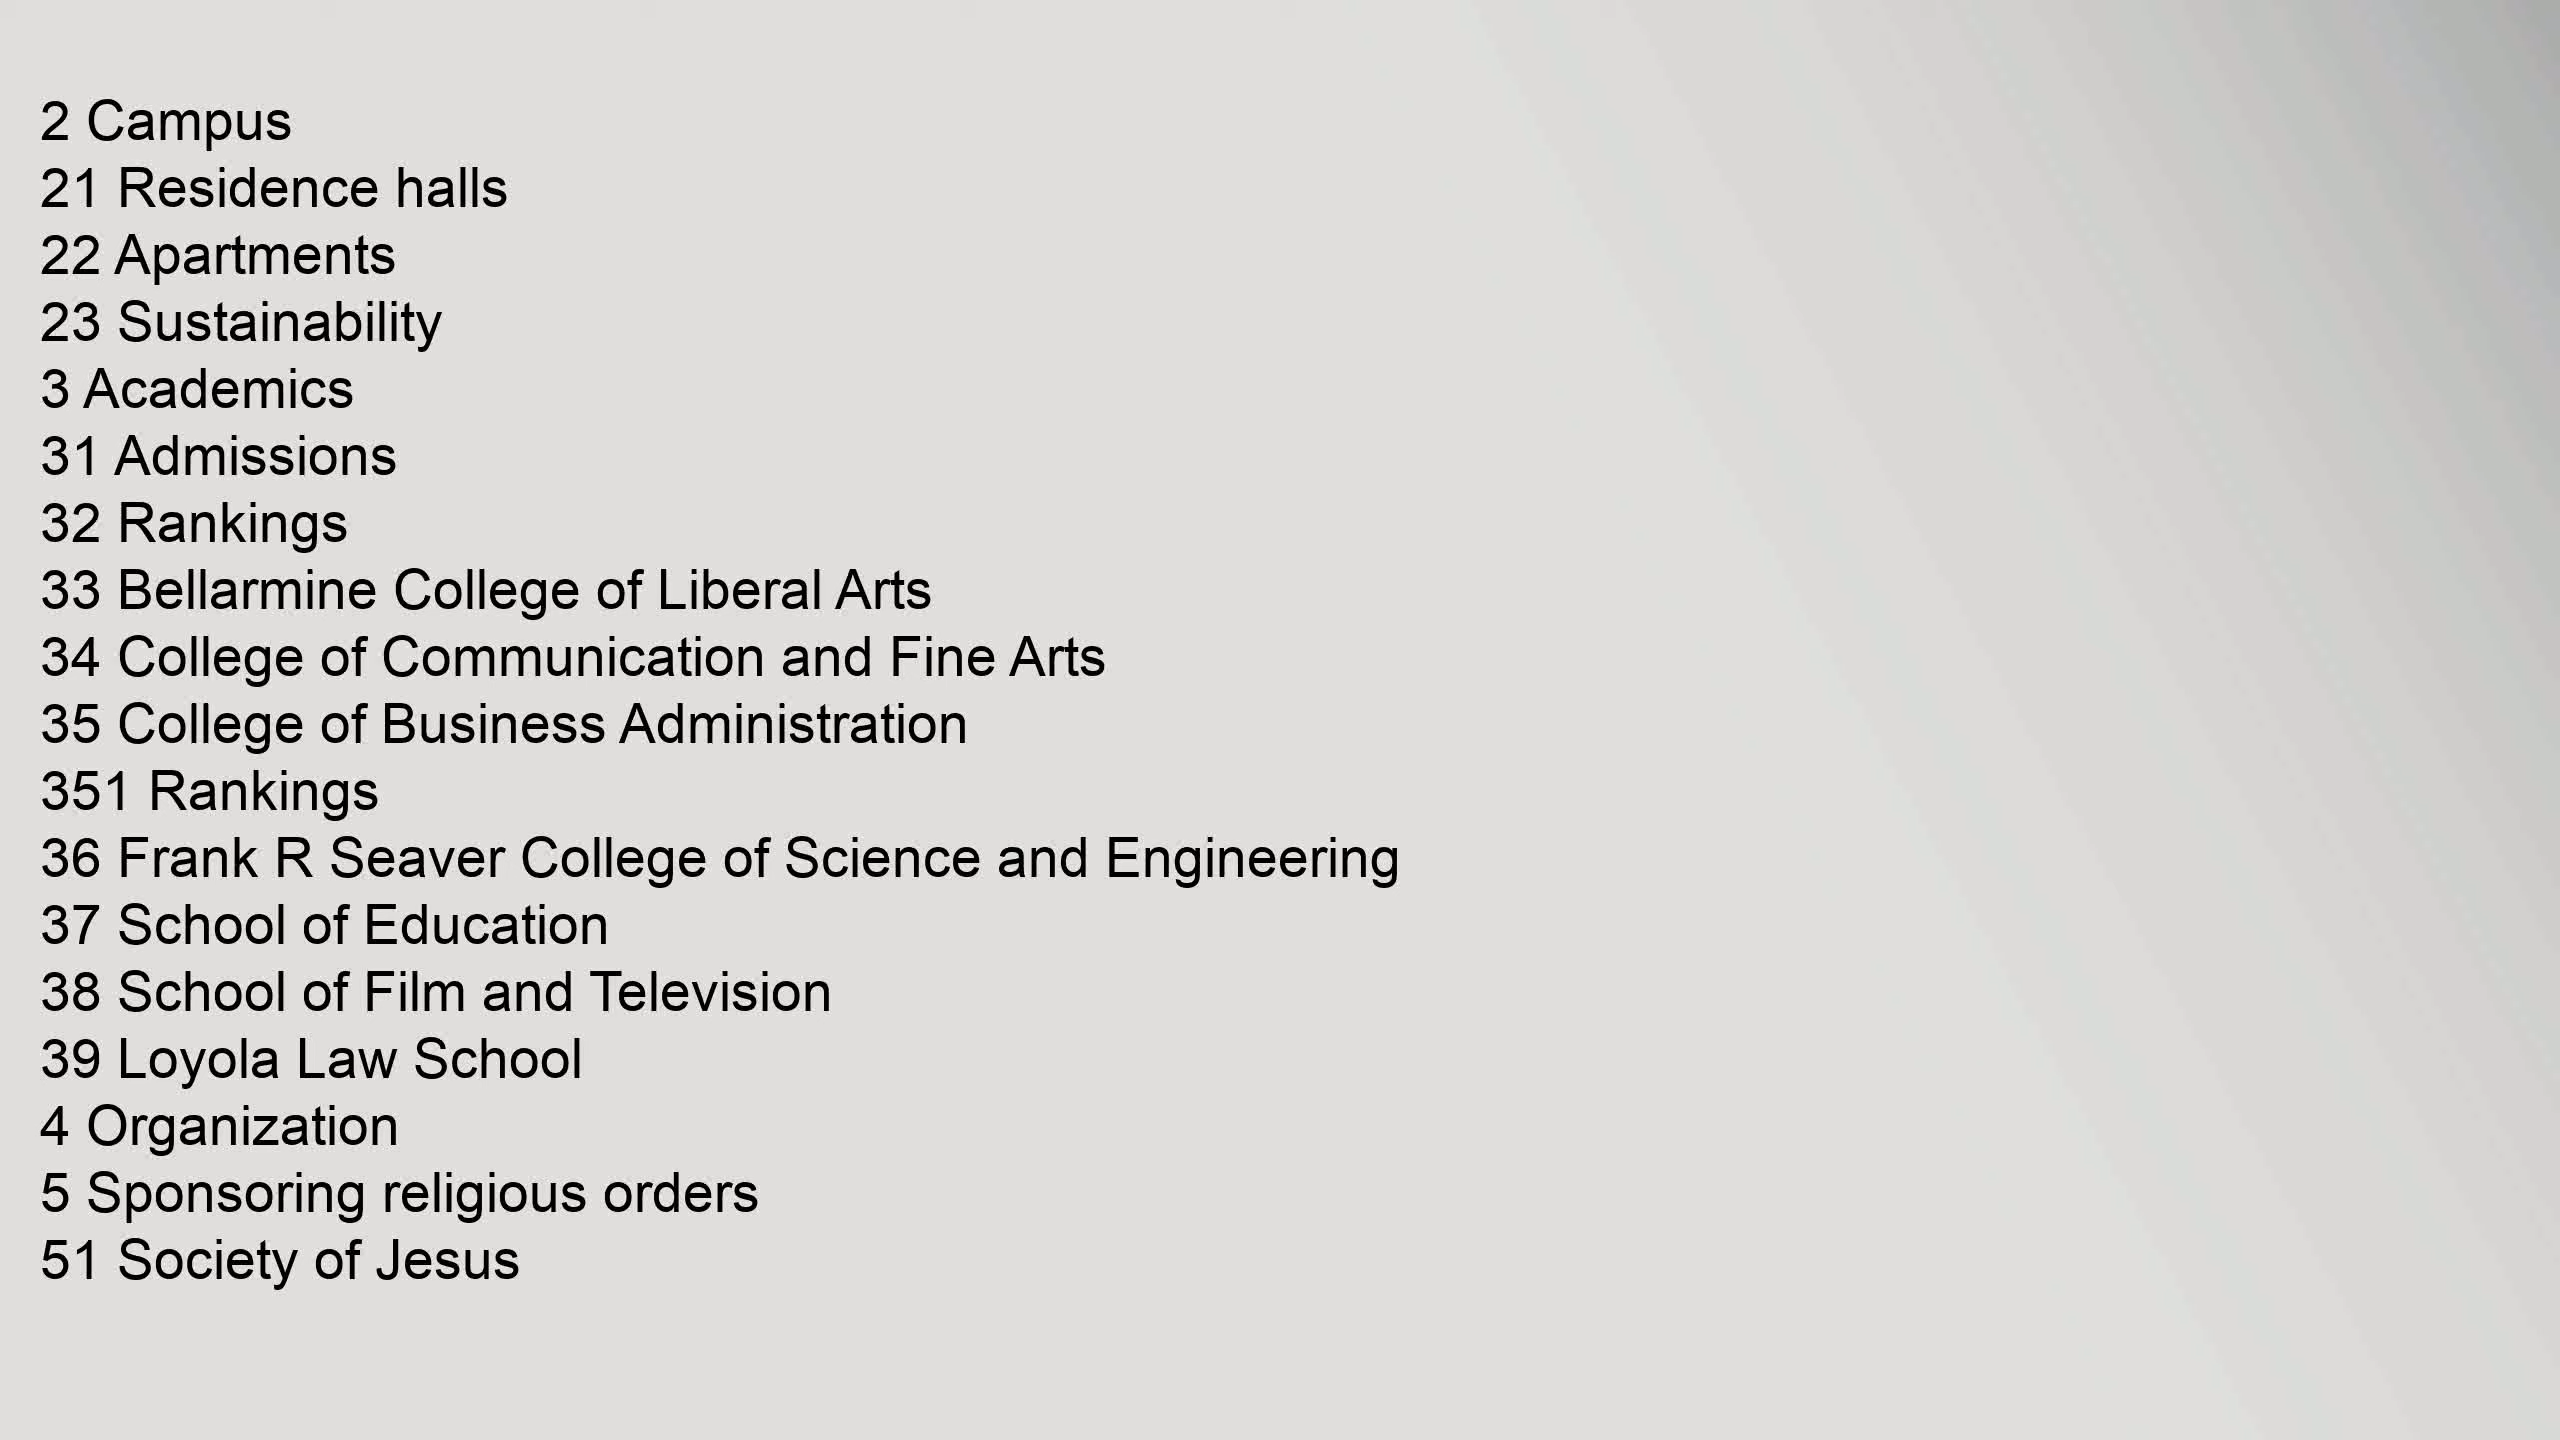 2 Campus
21 Residence halls
22 Apartments
23 Sustainability
3 Academics
31 Admissions
32 Rankings
33 Bellarmine College of Liberal Arts
34 College of Communication and Fine Arts
35 College of Business Administration
351 Rankings
36 Frank R Seaver College of Science and Engineering
37 School of Education
38 School of Film and Television
39 Loyola Law School
4 Organization
5 Sponsoring religious orders
51 Society of Jesus